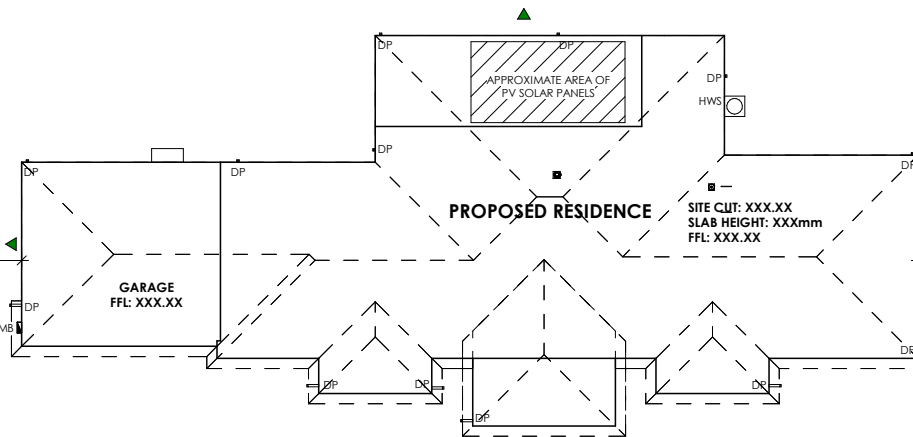 DP
DP
APPROXIMATE AREA OF
PV SOLAR PANELS
DP
HWS
DP
DP
DP
DP
PROPOSED RESIDENCE
SITE CUT: XXX.XX
SLAB HEIGHT: XXXmm
FFL: XXX.XX
GARAGE
FFL: XXX.XX
DP
MB
DP
DP
DP
DP
DP